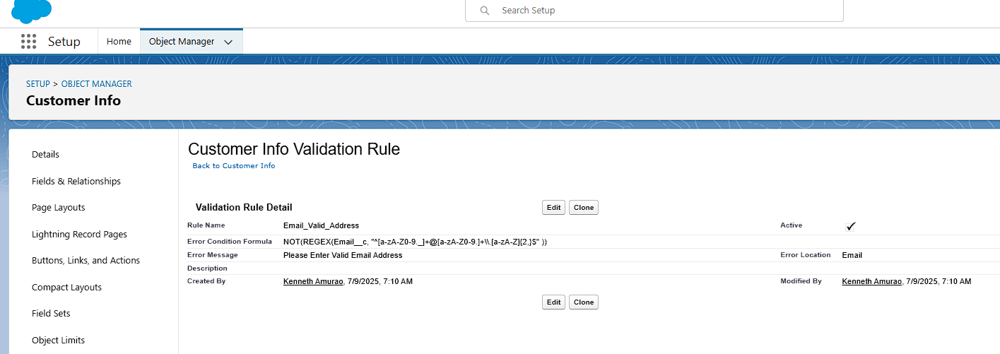 Search Setup
Setup Home Object Manager
SETUP > OBJECT MANAGER
Customer Info
Details
Fields & Relationships
Page Layouts
Lightning Record Pages
Buttons, Links, and Actions
Compact Layouts
Field Sets
Object Limits
Customer Info Validation Rule
Back to Customer Info
Validation Rule Detail Edit Clone
Rule Name Email_Valid_Address Active
Error Condition Formula NOT(REGEX(Email__c, "^[a-zA-Z0-9._]+@[a-zA-Z0-9.]+\\.[a-zA-Z]{2,}$" ))
Error Message Please Enter Valid Email Address Error Location Email
Description
Created By Kenneth Amurao, 7/9/2025, 7:10 AM Modified By Kenneth Amurao, 7/9/2025, 7:10 AM
Edit Clone